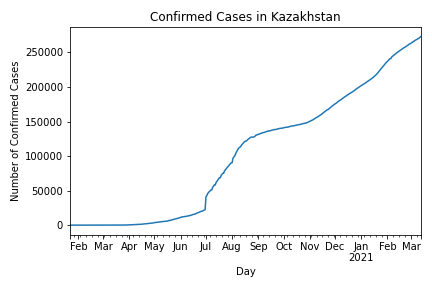 Confirmed Cases in Kazakhstan
Number of Confirmed Cases
250000
200000
150000
100000
50000
0
Feb Mar Apr May Jun Jul Aug Sep Oct Nov Dec Jan Feb Mar
2021
Day